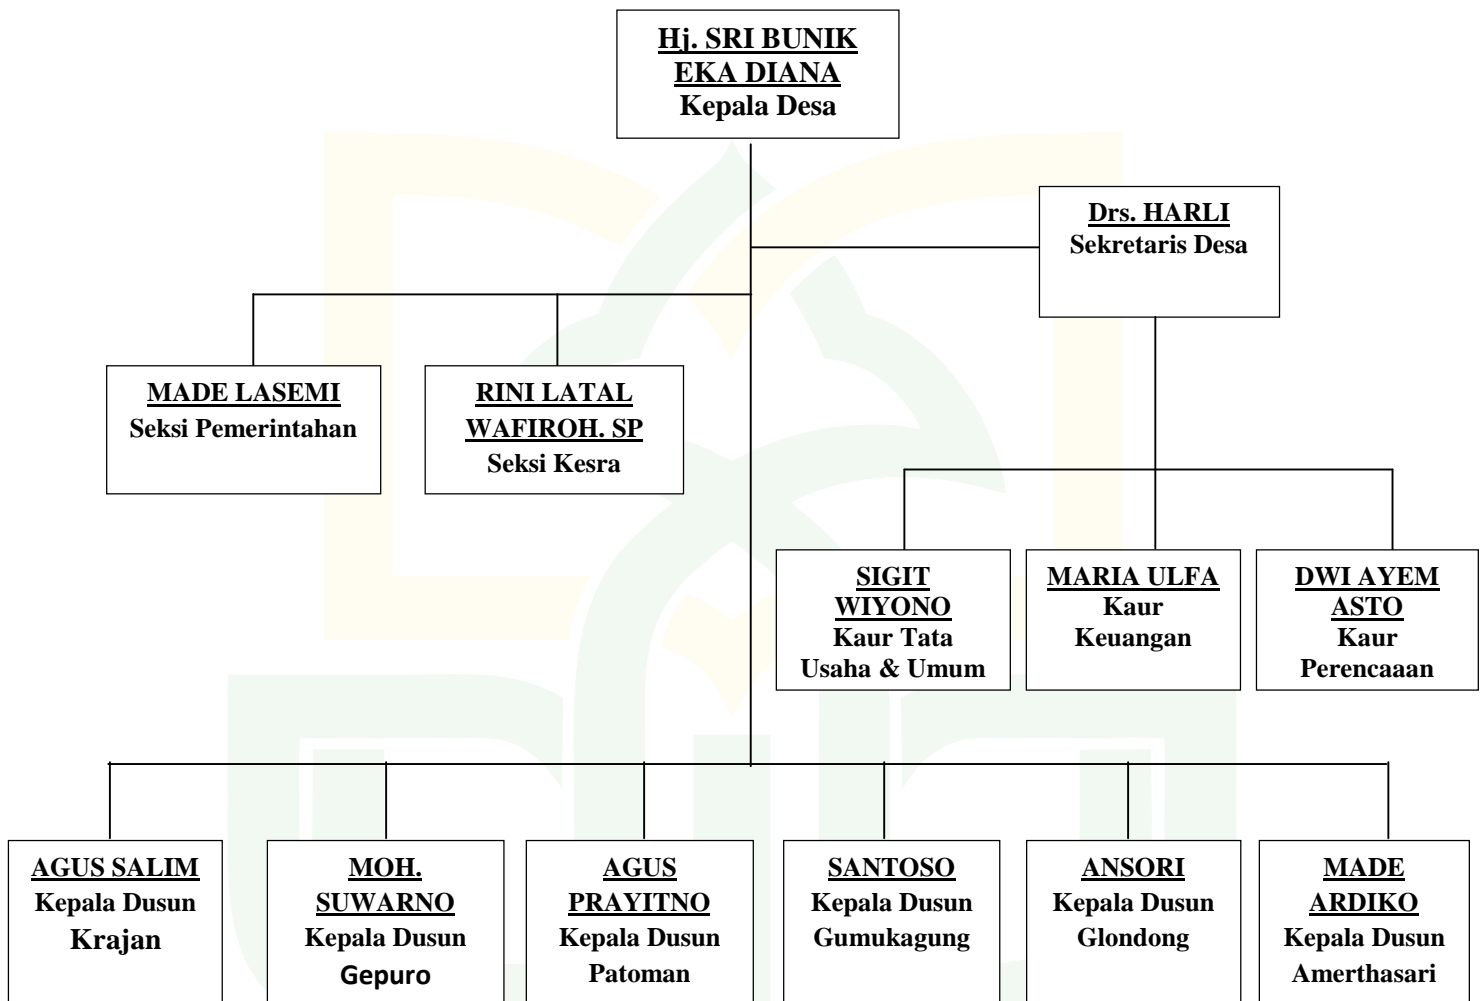 Hj. SRI BUNIK
EKA DIANA
Kepala Desa
Drs. HARLI
Sekretaris Desa
MADE LASEMI
Seksi Pemerintahan
RINI LATAL
WAFIROH. SP
Seksi Kesra
SIGIT
WIYONO
Kaur Tata
Usaha & Umum
MARIA ULFA
Kaur
Keuangan
DWI AYEM
ASTO
Kaur
Perencaaan
AGUS SALIM
Kepala Dusun
Krajan
MOH.
SUWARNO
Kepala Dusun
Gepuro
AGUS
PRAYITNO
Kepala Dusun
Patoman
SANTOSO
Kepala Dusun
Gumukagung
ANSORI
Kepala Dusun
Glondong
MADE
ARDIKO
Kepala Dusun
Amerthasari